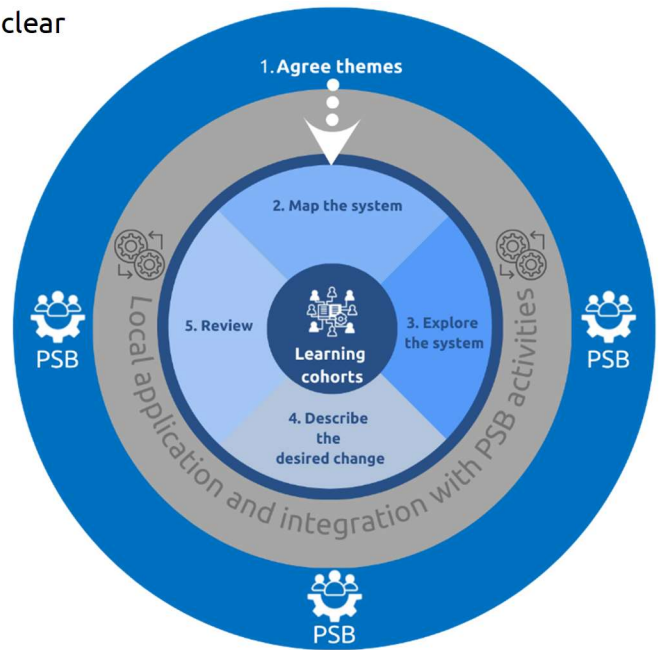 clear
1. Agree themes
2. Map the system
3. Explore
the system
4. Describe
the
desired change
5. Review
Learning
cohorts
Local application and integration with PSB activities
PSB
PSB
PSB